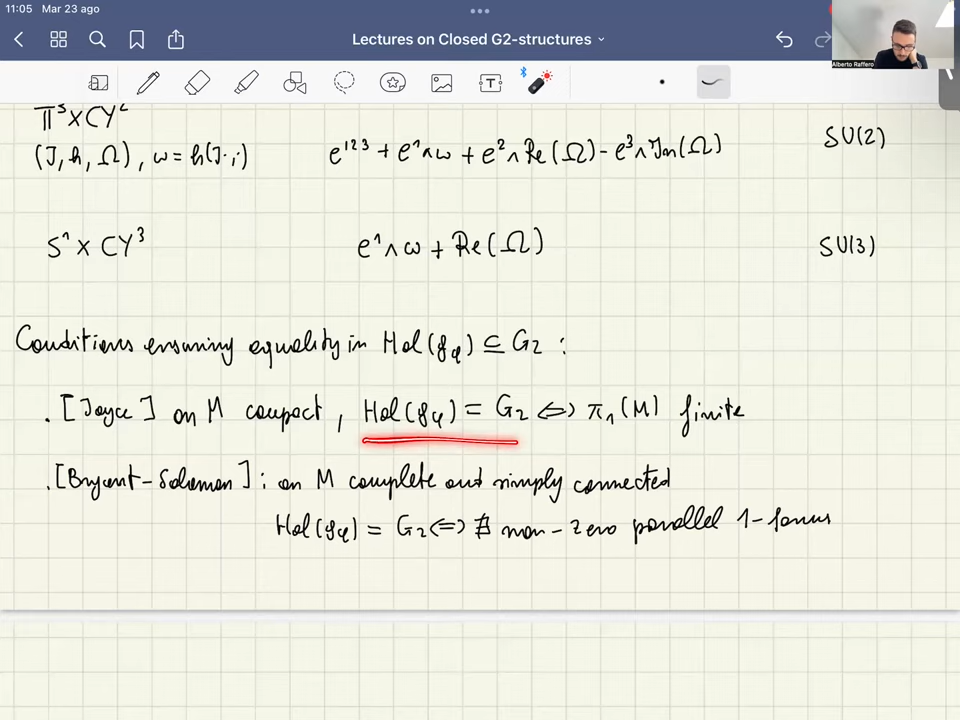 11:05 Mar 23 ago
Lectures on Closed G2-structures
Alberto Raffero
𝕋³×CY²
(J, h, Ω), ω = h(J·,·) e¹²³ + e¹∧ω + e²∧Re(Ω) - e³∧Im(Ω) SU(2)
S¹ × CY³ e¹∧ω + Re(Ω) SU(3)
Conditions ensuring equality in Hol(g_φ) ⊆ G₂ :
. [Joyce] on M compact, Hol(g_φ) = G₂ ⇔ π₁(M) finite
. [Bryant-Salamon] : on M complete and simply connected
Hol(g_φ) = G₂ ⇔ ∄ non-zero parallel 1-forms